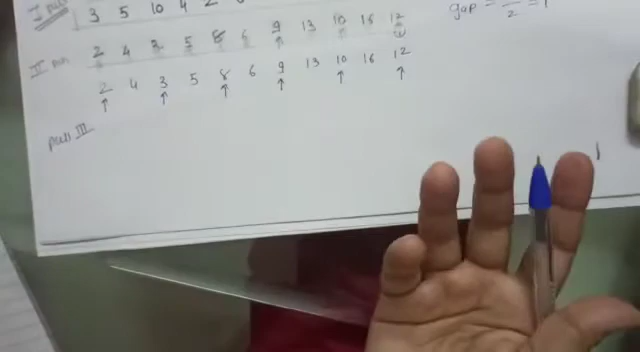 I
3 5 10 4 2
gap = /2 = 1
II 2 4 3 5 8 6 9 13 10 16 12
2 4 3 5 8 6 9 13 10 16 12
Pass III